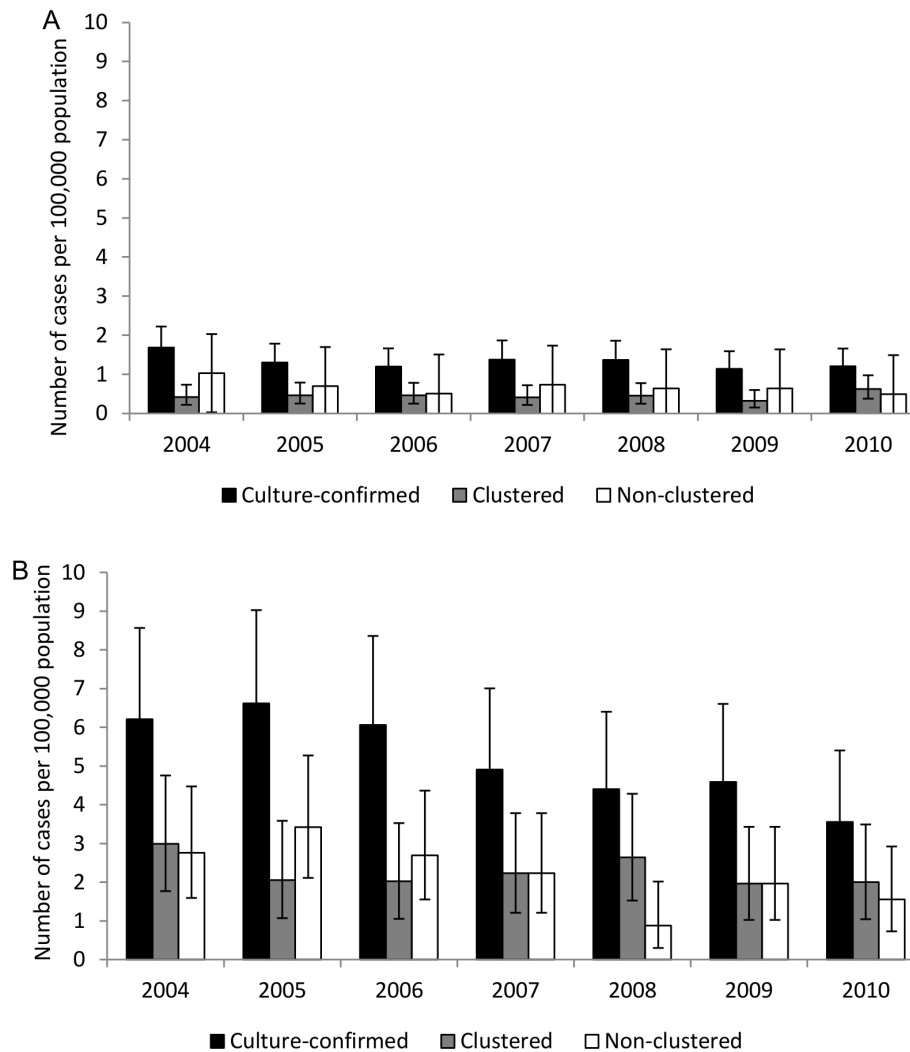 A
Number of cases per 100,000 population
10
9
8
7
6
5
4
3
2
1
0
2004 2005 2006 2007 2008 2009 2010
Culture-confirmed Clustered Non-clustered
B
Number of cases per 100,000 population
10
9
8
7
6
5
4
3
2
1
0
2004 2005 2006 2007 2008 2009 2010
Culture-confirmed Clustered Non-clustered